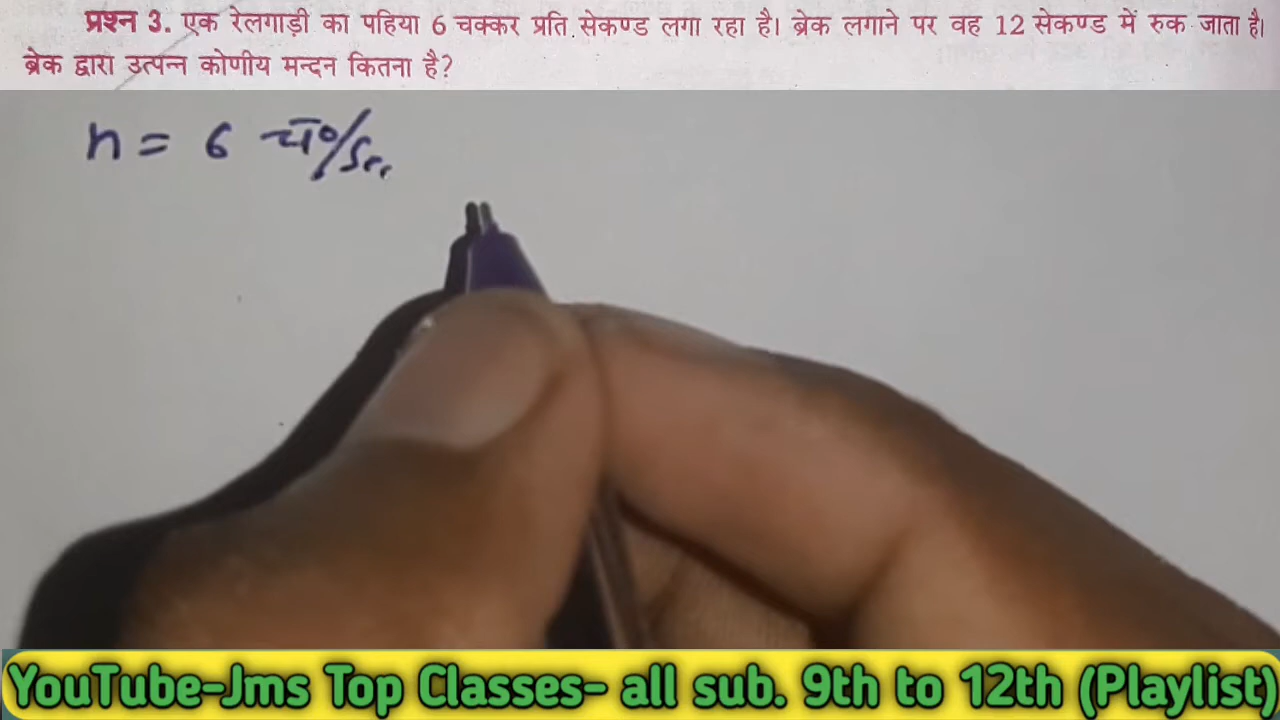 प्रश्न 3. एक रेलगाड़ी का पहिया 6 चक्कर प्रति सेकण्ड लगा रहा है। ब्रेक लगाने पर वह 12 सेकण्ड में रुक जाता है।
ब्रेक द्वारा उत्पन्न कोणीय मन्दन कितना है?
n = 6 च०/Sec
YouTube-Jms Top Classes- all sub. 9th to 12th (Playlist)